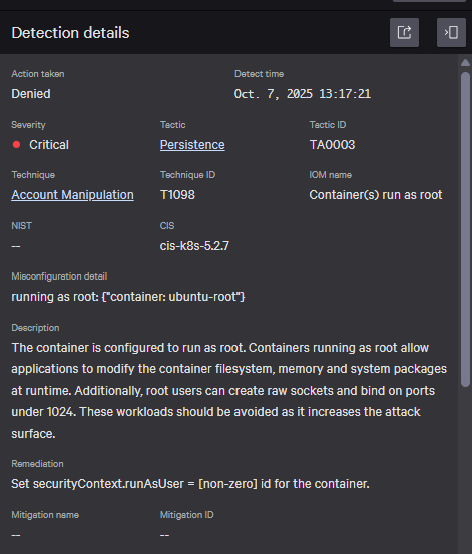 Detection details
Action taken
Detect time
Denied
Oct. 7, 2025 13:17:21
Severity
Tactic
Tactic ID
Critical
Persistence
TA0003
Technique
Technique ID
IOM name
Account Manipulation
T1098
Container(s) run as root
NIST
CIS
--
cis-k8s-5.2.7
Misconfiguration detail
running as root: {"container: ubuntu-root"}
Description
The container is configured to run as root. Containers running as root allow
applications to modify the container filesystem, memory and system packages
at runtime. Additionally, root users can create raw sockets and bind on ports
under 1024. These workloads should be avoided as it increases the attack
surface.
Remediation
Set securityContext.runAsUser = [non-zero] id for the container.
Mitigation name
Mitigation ID
--
--